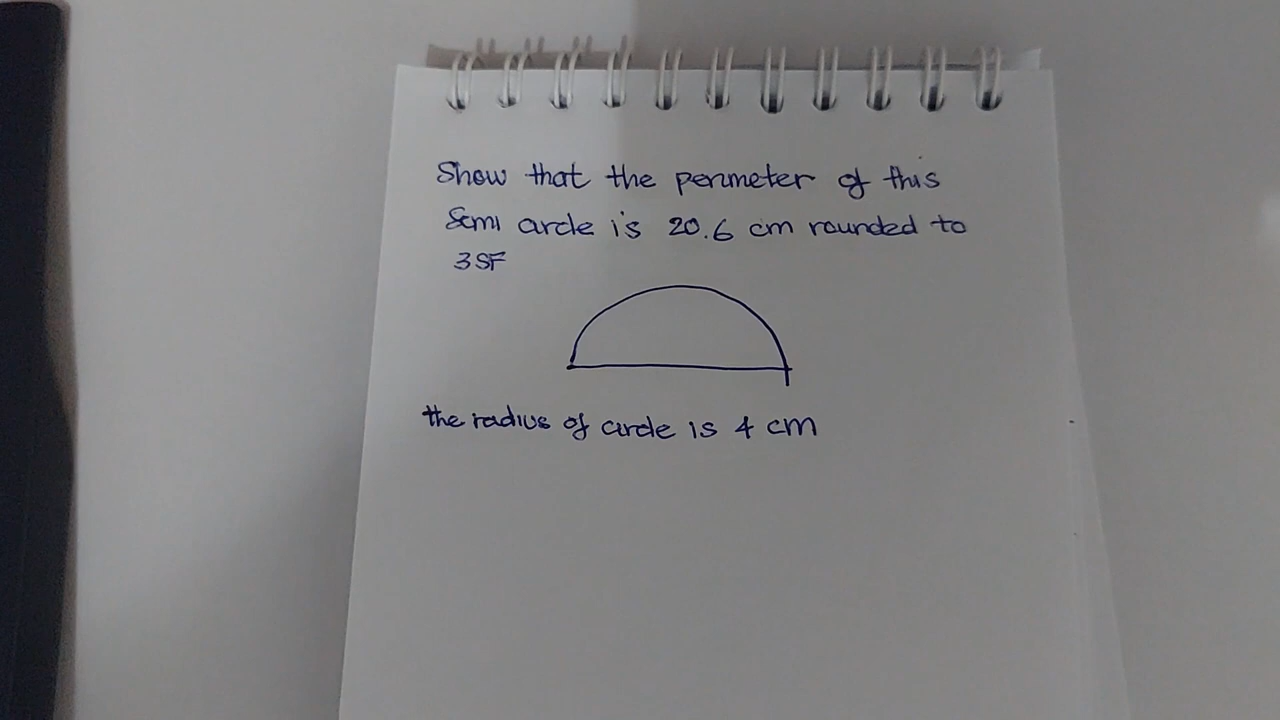 Show that the perimeter of this
Semi circle is 20.6 cm rounded to
3SF
the radius of circle is 4 cm